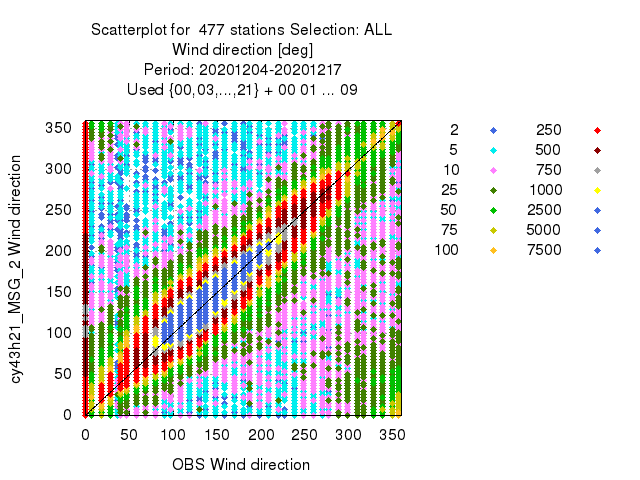 Scatterplot for 477 stations Selection: ALL
Wind direction [deg]
Period: 20201204-20201217
Used {00,03,...,21} + 00 01 ... 09
cy43h21_MSG_2 Wind direction
350
300
250
200
150
100
50
0
0 50 100 150 200 250 300 350
OBS Wind direction
2 250
5 500
10 750
25 1000
50 2500
75 5000
100 7500